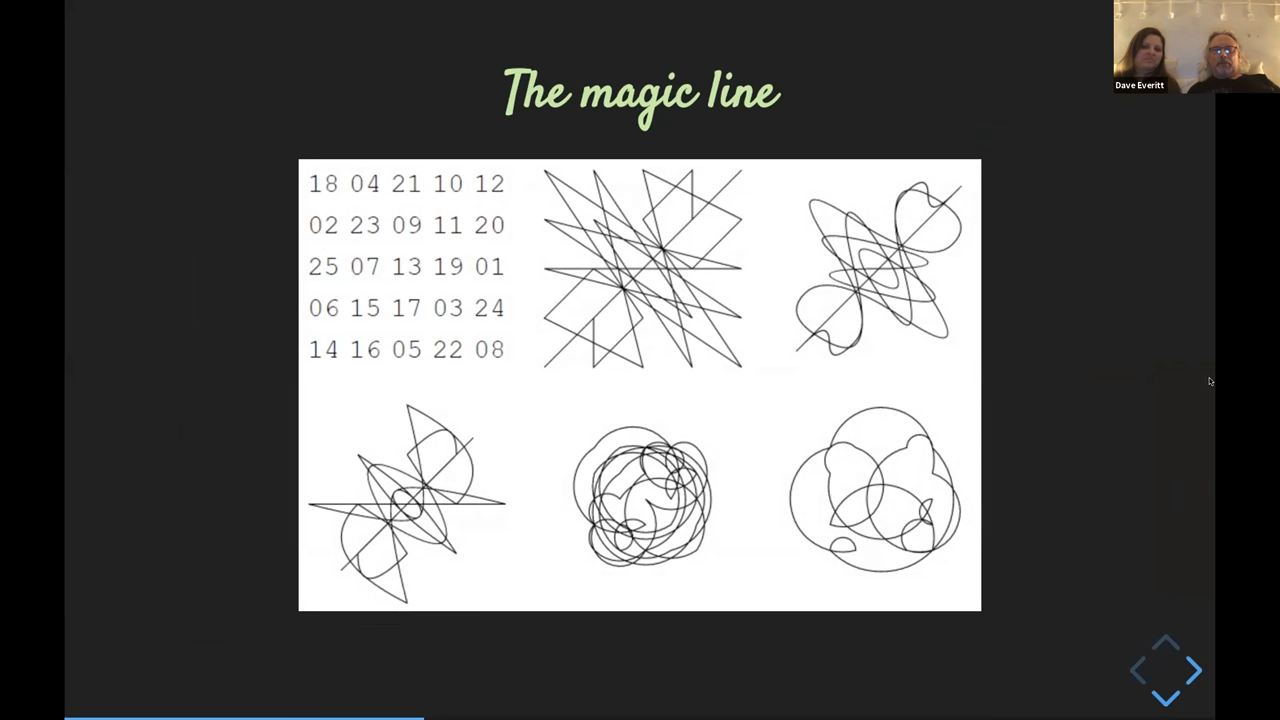 The magic line
Dave Everitt
18 04 21 10 12
02 23 09 11 20
25 07 13 19 01
06 15 17 03 24
14 16 05 22 08